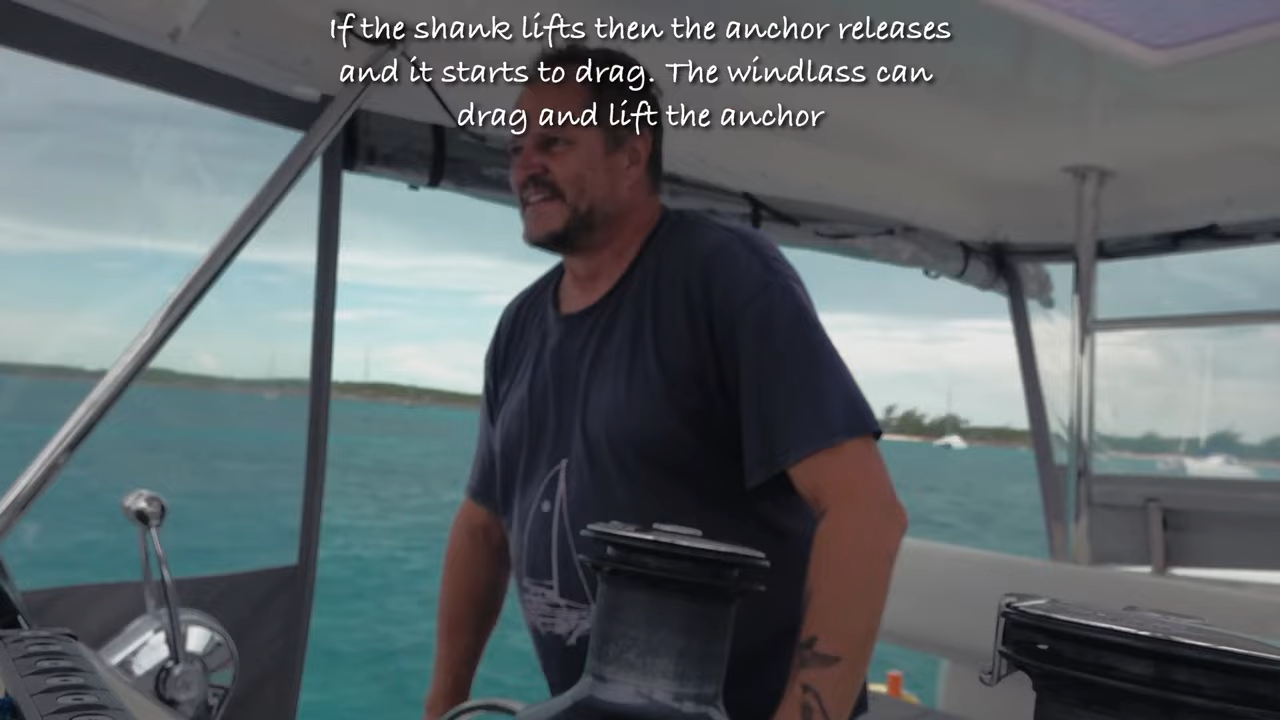 If the shank lifts then the anchor releases
and it starts to drag. The windlass can
drag and lift the anchor